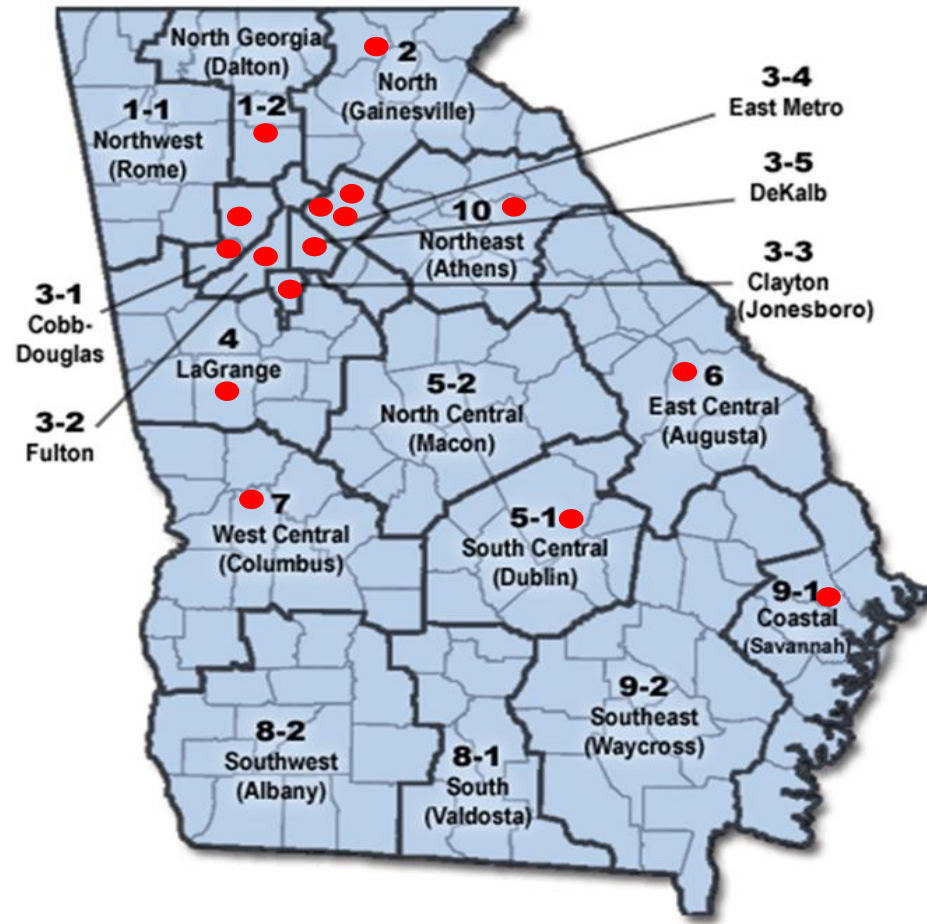 North Georgia
(Dalton)
2
North
(Gainesville)
3-4
East Metro
1-1
Northwest
(Rome)
1-2
3-5
DeKalb
10
Northeast
(Athens)
3-3
Clayton
(Jonesboro)
3-1
Cobb-
Douglas
4
LaGrange
3-2
Fulton
5-2
North Central
(Macon)
6
East Central
(Augusta)
7
West Central
(Columbus)
5-1
South Central
(Dublin)
9-1
Coastal
(Savannah)
9-2
Southeast
(Waycross)
8-2
Southwest
(Albany)
8-1
South
(Valdosta)